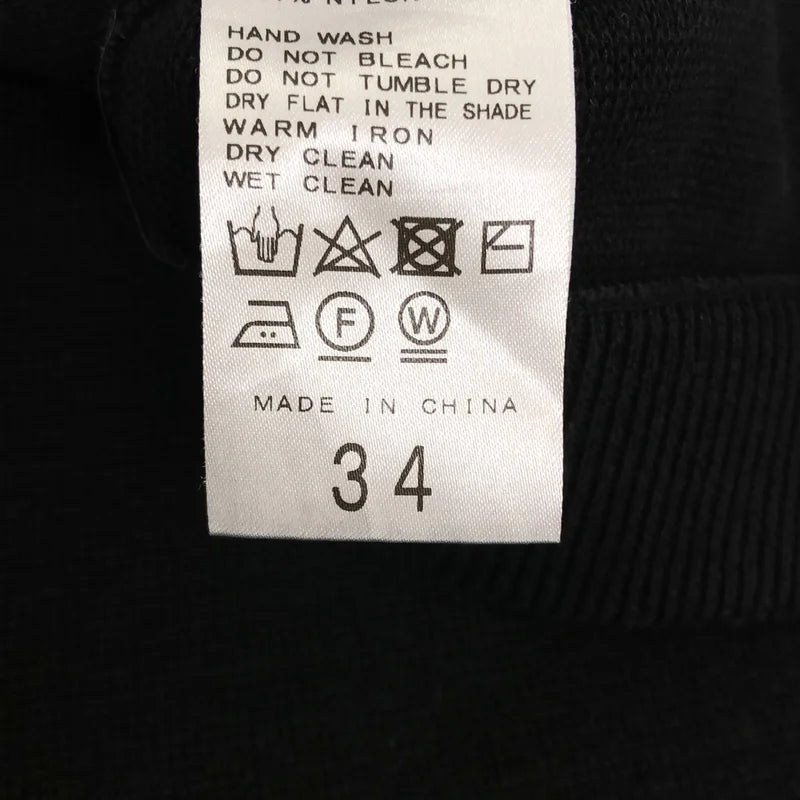 HAND WASH
DO NOT BLEACH
DO NOT TUMBLE DRY
DRY FLAT IN THE SHADE
WARM IRON
DRY CLEAN
WET CLEAN
F W
MADE IN CHINA
34